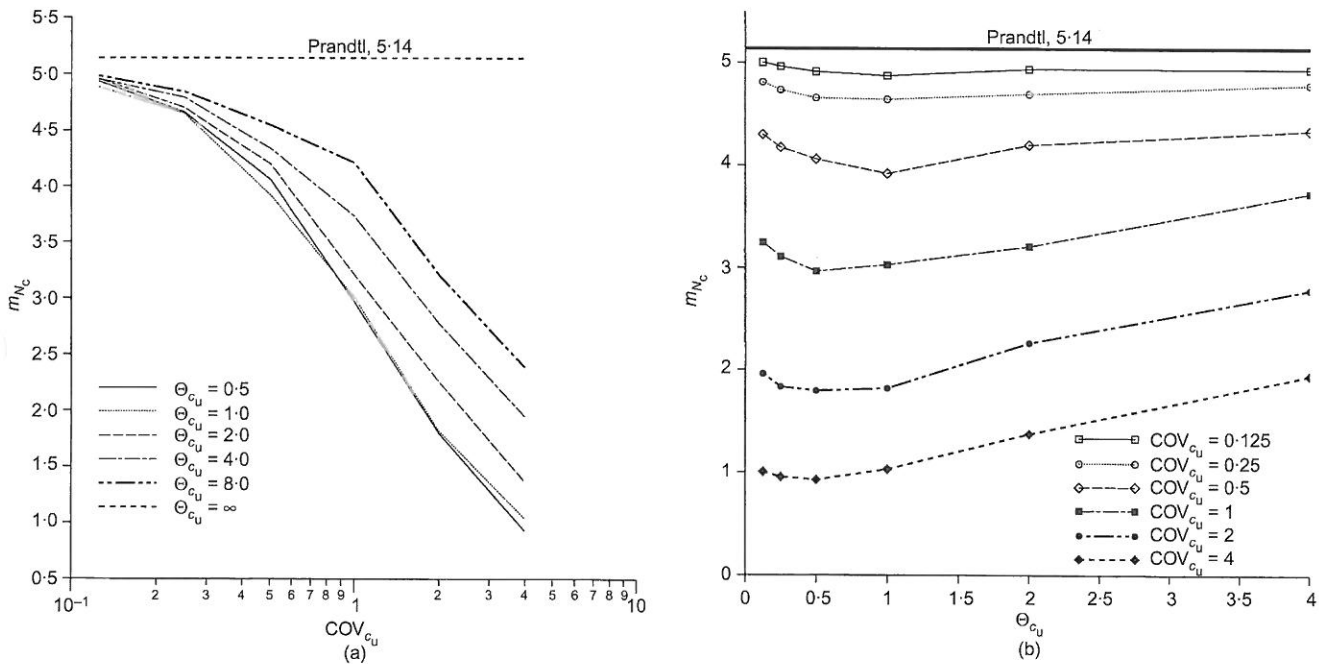 5·5
5·0
4·5
4·0
3·5
3·0
2·5
2·0
1·5
1·0
0·5
m_{N_c}
Prandtl, 5·14
Θ_{c_u} = 0·5
Θ_{c_u} = 1·0
Θ_{c_u} = 2·0
Θ_{c_u} = 4·0
Θ_{c_u} = 8·0
Θ_{c_u} = ∞
10^{-1} 2 3 4 5 6 7 8 9 1 2 3 4 5 6 7 8 9 10
COV_{c_u}
(a)
Prandtl, 5·14
5
4
3
2
1
0
m_{N_c}
COV_{c_u} = 0·125
COV_{c_u} = 0·25
COV_{c_u} = 0·5
COV_{c_u} = 1
COV_{c_u} = 2
COV_{c_u} = 4
0 0·5 1 1·5 2 2·5 3 3·5 4
Θ_{c_u}
(b)